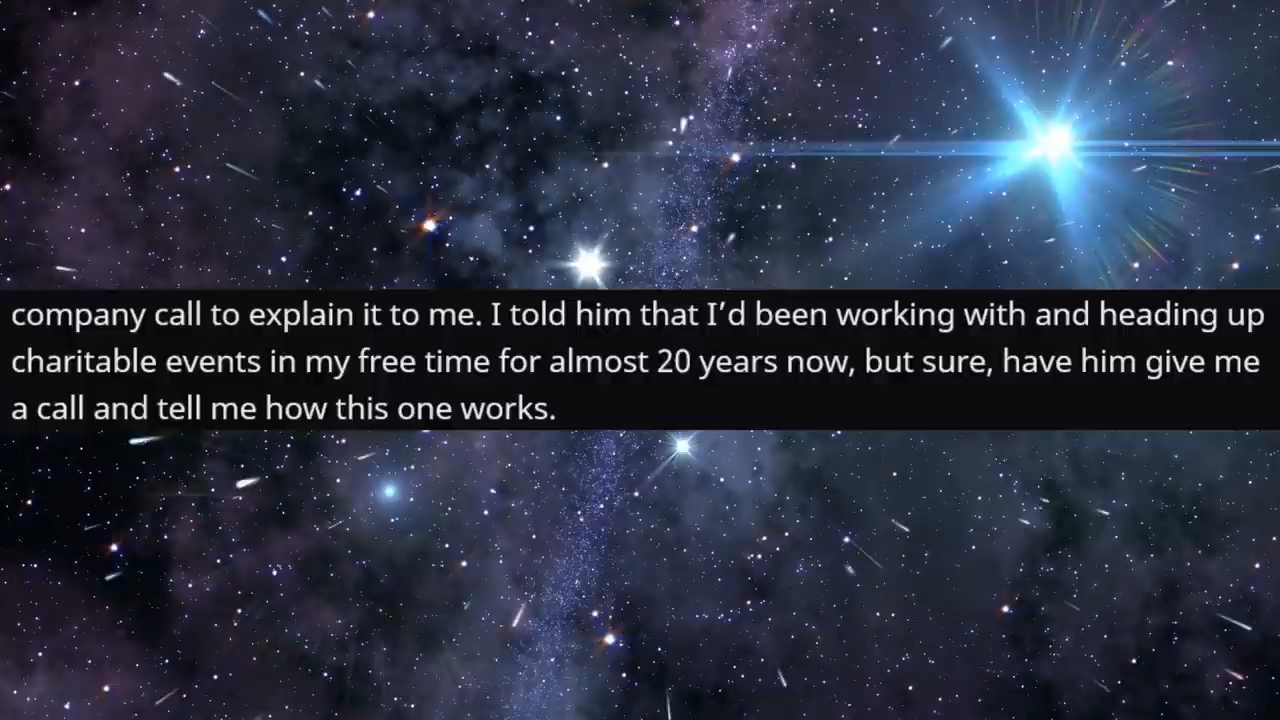 company call to explain it to me. I told him that I’d been working with and heading up
charitable events in my free time for almost 20 years now, but sure, have him give me
a call and tell me how this one works.